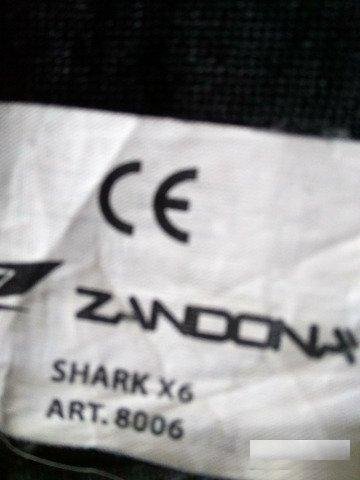 CE
ZANDONA
SHARK X6
ART. 8006